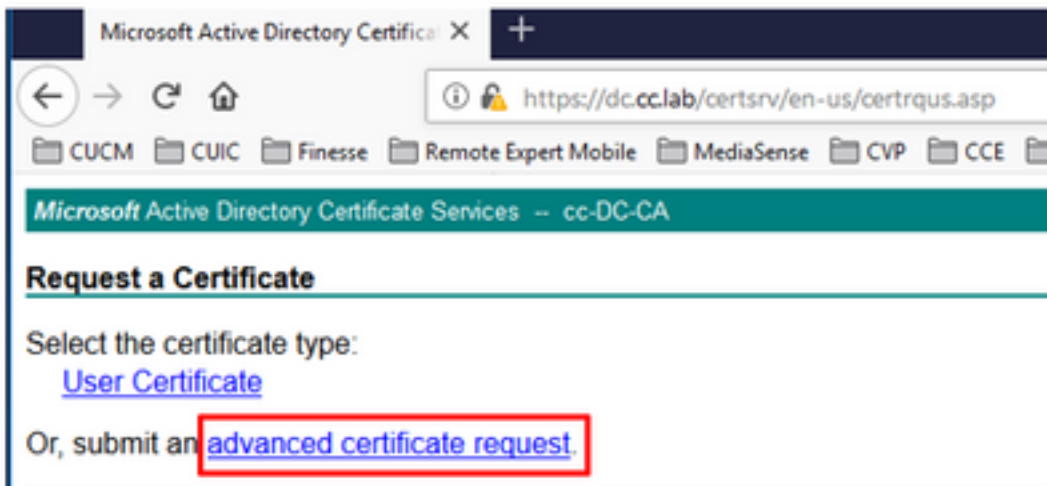 Microsoft Active Directory Certifica
https://dc.cc.lab/certsrv/en-us/certrqus.asp
CUCM CUIC Finesse Remote Expert Mobile MediaSense CVP CCE
Microsoft Active Directory Certificate Services -- cc-DC-CA
Request a Certificate
Select the certificate type:
User Certificate
Or, submit an advanced certificate request.